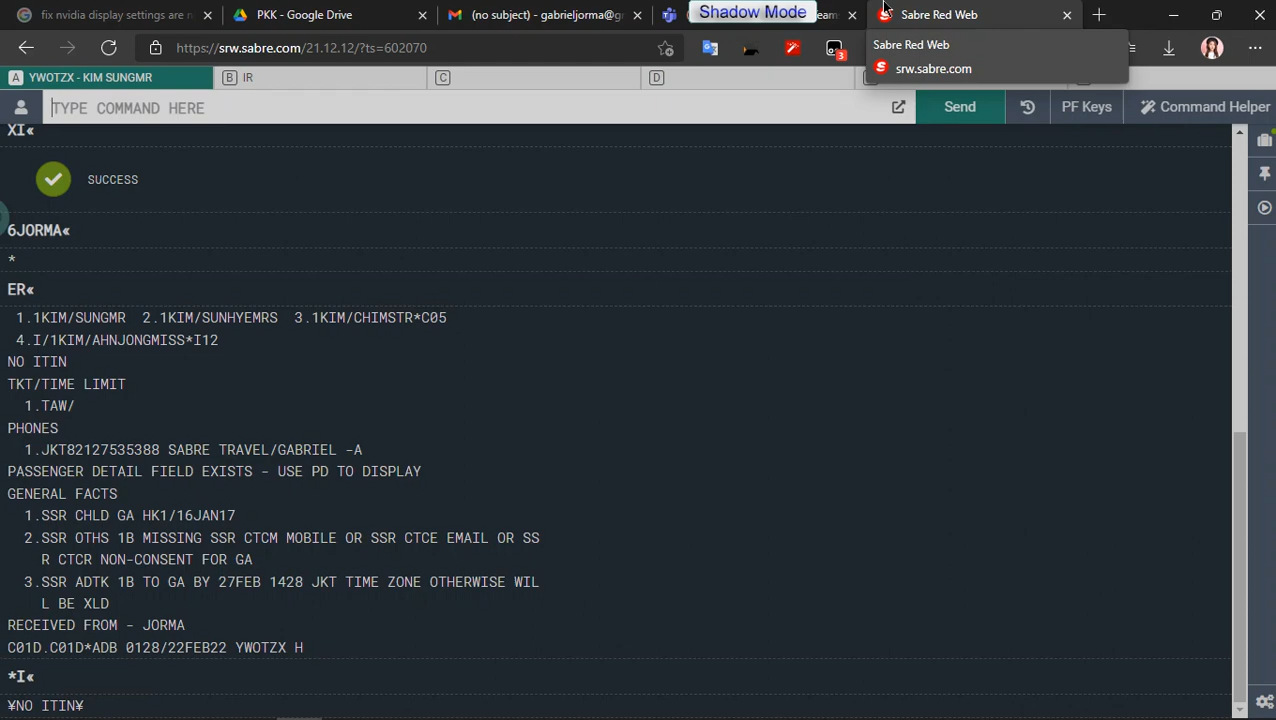 fix nvidia display settings are n
PKK - Google Drive
(no subject) - gabrieljorma@gr
Shadow Mode
eam
Sabre Red Web
https://srw.sabre.com/21.12.12/?ts=602070
3
Sabre Red Web
srw.sabre.com
A YWOTZX - KIM SUNGMR
B IR
C
D
TYPE COMMAND HERE
Send
PF Keys
Command Helper
XI«
SUCCESS
6JORMA«
*
ER«
1.1KIM/SUNGMR 2.1KIM/SUNHYEMRS 3.1KIM/CHIMSTR*C05
4.I/1KIM/AHNJONGMISS*I12
NO ITIN
TKT/TIME LIMIT
1.TAW/
PHONES
1.JKT82127535388 SABRE TRAVEL/GABRIEL -A
PASSENGER DETAIL FIELD EXISTS - USE PD TO DISPLAY
GENERAL FACTS
1.SSR CHLD GA HK1/16JAN17
2.SSR OTHS 1B MISSING SSR CTCM MOBILE OR SSR CTCE EMAIL OR SS
R CTCR NON-CONSENT FOR GA
3.SSR ADTK 1B TO GA BY 27FEB 1428 JKT TIME ZONE OTHERWISE WIL
L BE XLD
RECEIVED FROM - JORMA
C01D.C01D*ADB 0128/22FEB22 YWOTZX H
*I«
¥NO ITIN¥